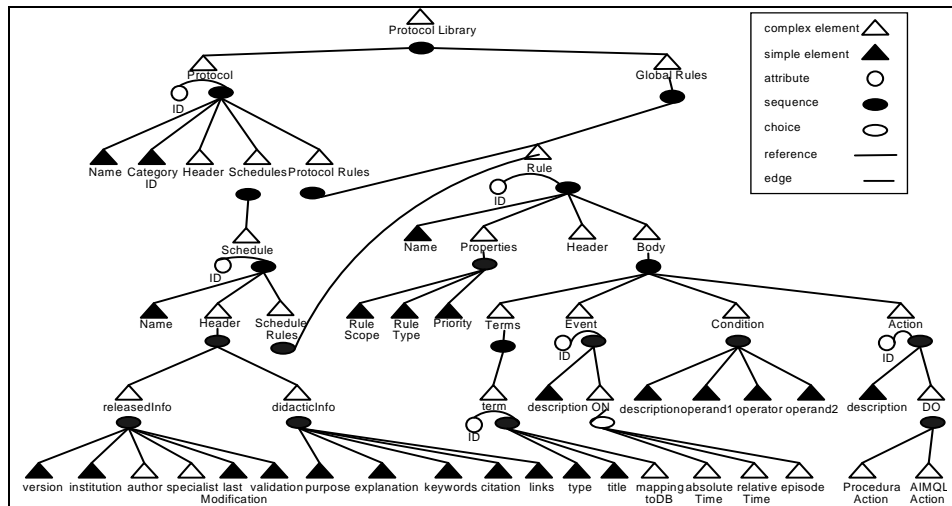 Protocol Library
complex element
simple element
attribute
sequence
choice
reference
edge
Protocol
Global Rules
ID
Name
Category
ID
Header
Schedules
Protocol Rules
Rule
ID
Name
Properties
Header
Body
Schedule
ID
Name
Header
Schedule
Rules
Rule
Scope
Rule
Type
Priority
Terms
Event
Condition
Action
ID
ID
releasedInfo
didacticInfo
term
description
ON
description
operand1
operator
operand2
description
DO
ID
version
institution
author
specialist
last
Modification
validation
purpose
explanation
keywords
citation
links
type
title
mapping
toDB
absolute
Time
relative
Time
episode
Procedura
Action
AIMQL
Action